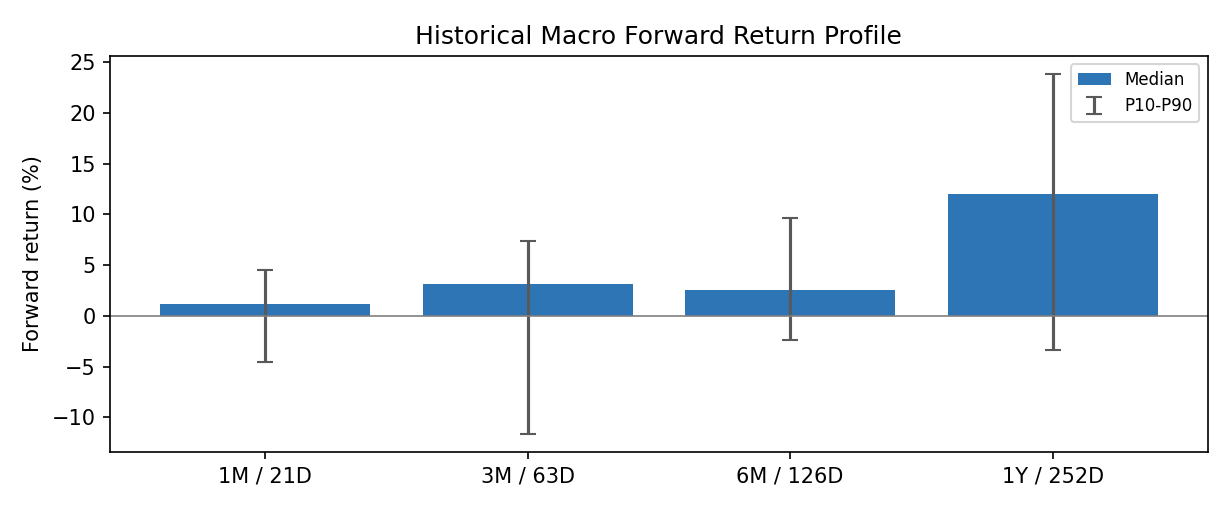 Historical Macro Forward Return Profile
Forward return (%)
25
20
15
10
5
0
−5
−10
Median
P10-P90
1M / 21D
3M / 63D
6M / 126D
1Y / 252D